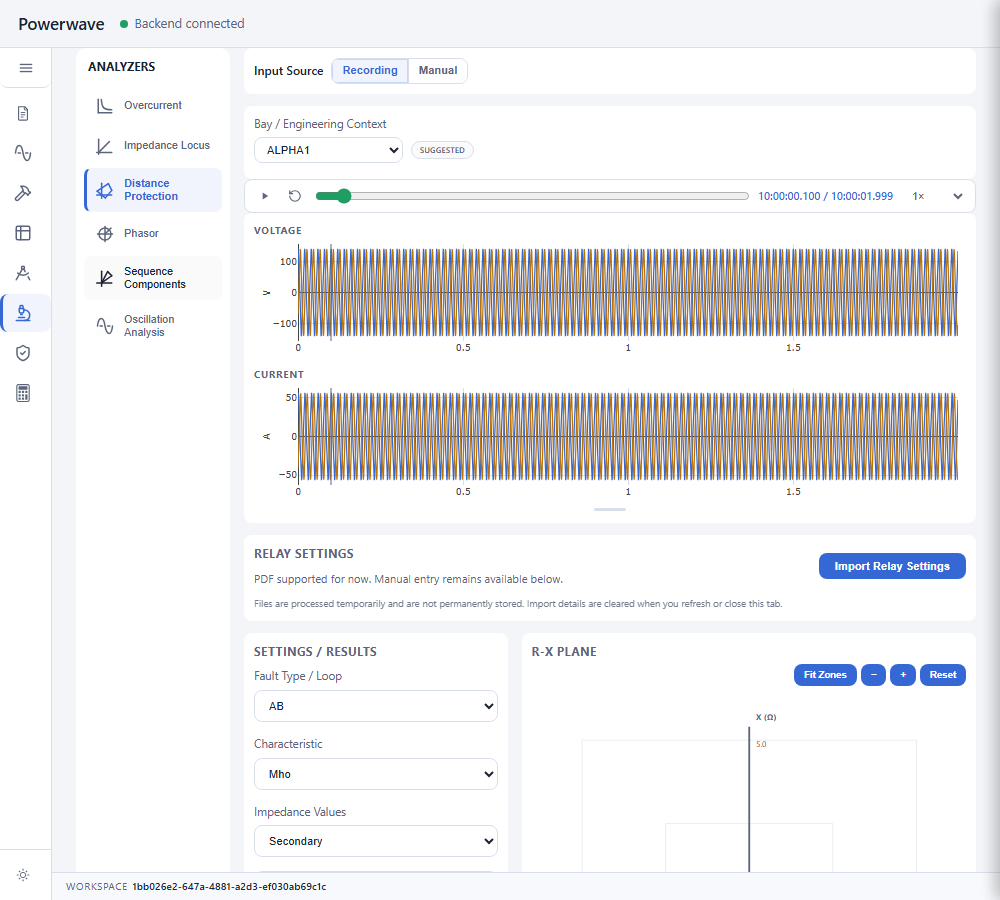 Powerwave
Backend connected
ANALYZERS
Overcurrent
Impedance Locus
Distance
Protection
Phasor
Sequence
Components
Oscillation
Analysis
Input Source
Recording
Manual
Bay / Engineering Context
ALPHA1
SUGGESTED
10:00:00.100 / 10:00:01.999
1×
VOLTAGE
100
0
−100
V
0
0.5
1
1.5
CURRENT
50
0
−50
A
0
0.5
1
1.5
RELAY SETTINGS
PDF supported for now. Manual entry remains available below.
Files are processed temporarily and are not permanently stored. Import details are cleared when you refresh or close this tab.
Import Relay Settings
SETTINGS / RESULTS
Fault Type / Loop
AB
Characteristic
Mho
Impedance Values
Secondary
R-X PLANE
Fit Zones
−
+
Reset
X (Ω)
5.0
WORKSPACE 1bb026e2-647a-4881-a2d3-ef030ab69c1c